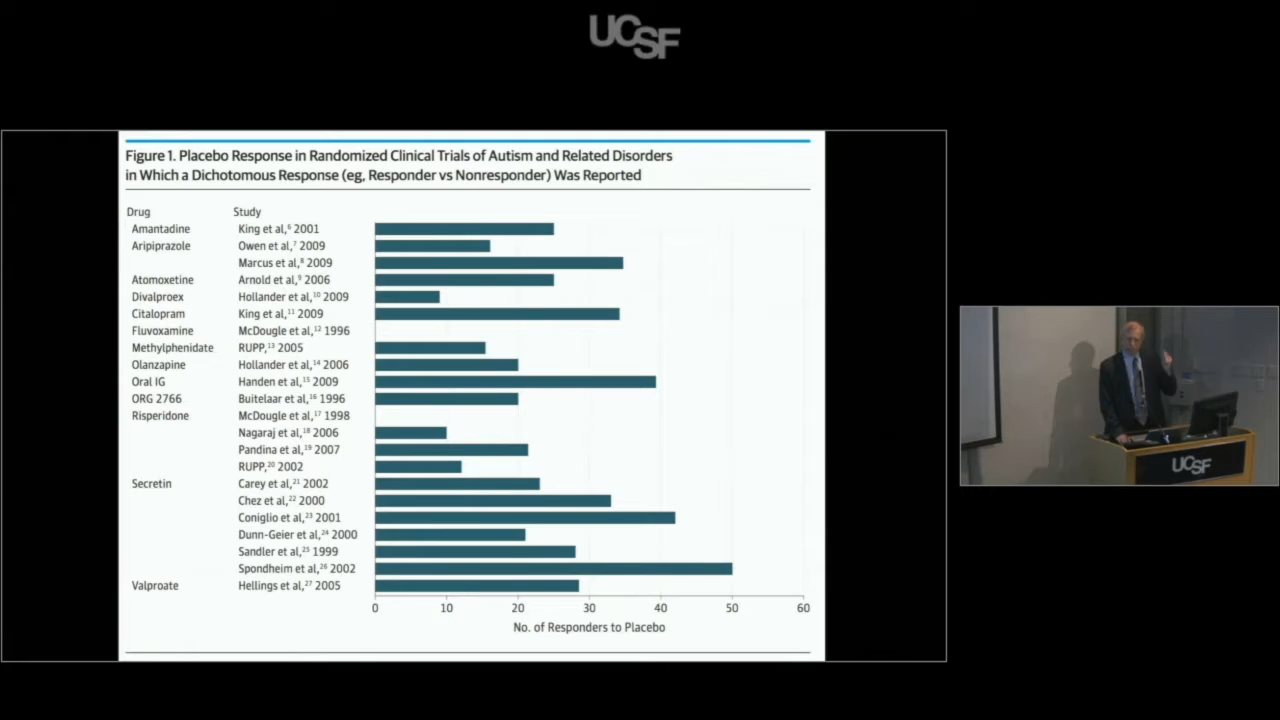 UCSF
Figure 1. Placebo Response in Randomized Clinical Trials of Autism and Related Disorders
in Which a Dichotomous Response (eg, Responder vs Nonresponder) Was Reported
Drug Study
Amantadine King et al,⁶ 2001
Aripiprazole Owen et al,⁷ 2009
Marcus et al,⁸ 2009
Atomoxetine Arnold et al,⁹ 2006
Divalproex Hollander et al,¹⁰ 2009
Citalopram King et al,¹¹ 2009
Fluvoxamine McDougle et al,¹² 1996
Methylphenidate RUPP,¹³ 2005
Olanzapine Hollander et al,¹⁴ 2006
Oral IG Handen et al,¹⁵ 2009
ORG 2766 Buitelaar et al,¹⁶ 1996
Risperidone McDougle et al,¹⁷ 1998
Nagaraj et al,¹⁸ 2006
Pandina et al,¹⁹ 2007
RUPP,²⁰ 2002
Secretin Carey et al,²¹ 2002
Chez et al,²² 2000
Coniglio et al,²³ 2001
Dunn-Geier et al,²⁴ 2000
Sandler et al,²⁵ 1999
Spondheim et al,²⁶ 2002
Valproate Hellings et al,²⁷ 2005
0 10 20 30 40 50 60
No. of Responders to Placebo
UCSF